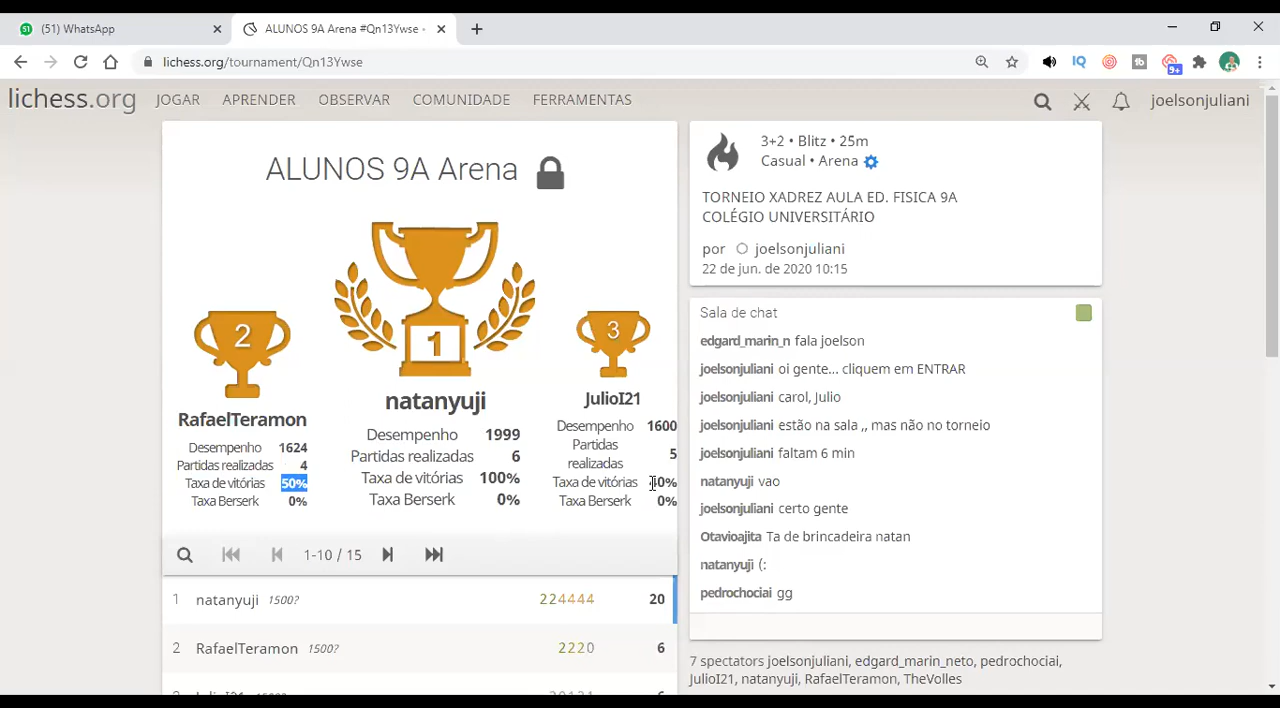 (51) WhatsApp
ALUNOS 9A Arena #Qn13Ywse -
lichess.org/tournament/Qn13Ywse
IQ
9+
lichess.org JOGAR APRENDER OBSERVAR COMUNIDADE FERRAMENTAS joelsonjuliani
ALUNOS 9A Arena
2
1
3
RafaelTeramon
Desempenho 1624
Partidas realizadas 4
Taxa de vitórias 50%
Taxa Berserk 0%
natanyuji
Desempenho 1999
Partidas realizadas 6
Taxa de vitórias 100%
Taxa Berserk 0%
JulioI21
Desempenho 1600
Partidas
realizadas 5
Taxa de vitórias
Taxa Berserk 0%
1-10 / 15
1 natanyuji 1500? 224444 20
2 RafaelTeramon 1500? 2220 6
3+2 • Blitz • 25m
Casual • Arena
TORNEIO XADREZ AULA ED. FISICA 9A
COLÉGIO UNIVERSITÁRIO
por joelsonjuliani
22 de jun. de 2020 10:15
Sala de chat
edgard_marin_n fala joelson
joelsonjuliani oi gente... cliquem em ENTRAR
joelsonjuliani carol, Julio
joelsonjuliani estão na sala ,, mas não no torneio
joelsonjuliani faltam 6 min
natanyuji vao
joelsonjuliani certo gente
Otavioajita Ta de brincadeira natan
natanyuji (:
pedrochociai gg
7 spectators joelsonjuliani, edgard_marin_neto, pedrochociai,
JulioI21, natanyuji, RafaelTeramon, TheVolles